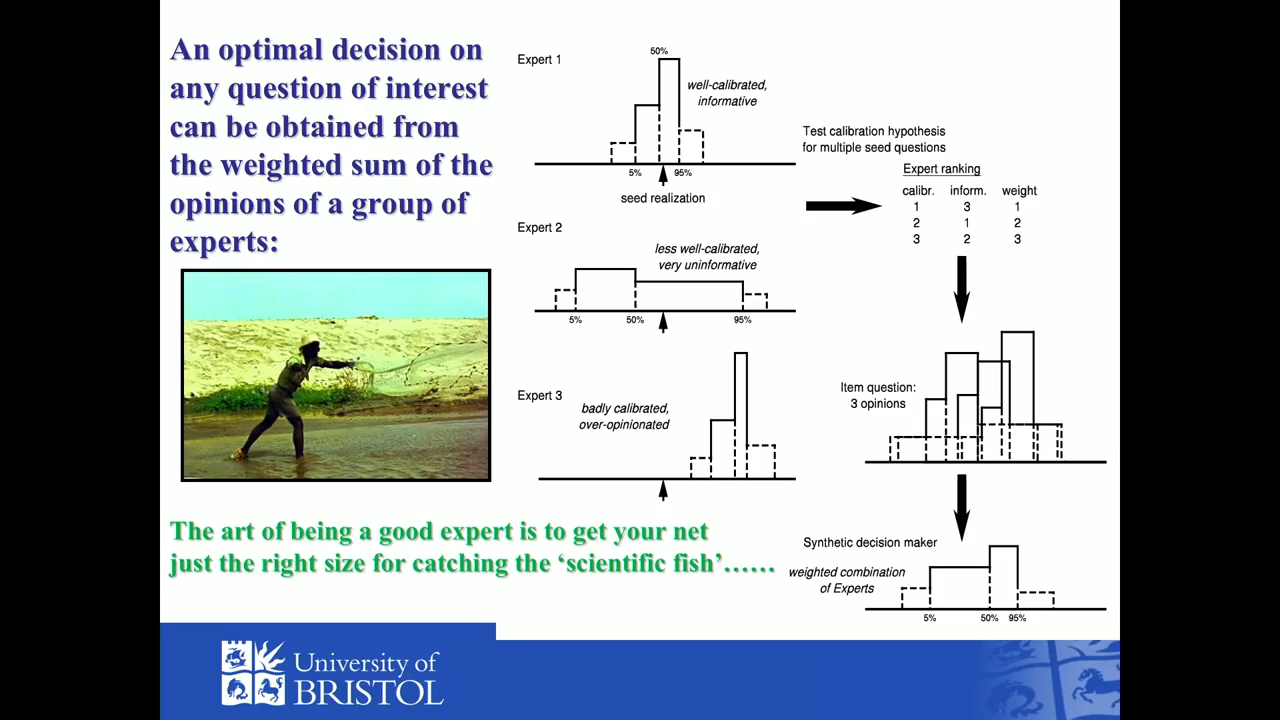 An optimal decision on
any question of interest
can be obtained from
the weighted sum of the
opinions of a group of
experts:
Expert 1
50%
well-calibrated,
informative
5% 95%
seed realization
Expert 2
less well-calibrated,
very uninformative
5% 50% 95%
Expert 3
badly calibrated,
over-opinionated
Test calibration hypothesis
for multiple seed questions
Expert ranking
calibr. inform. weight
1 3 1
2 1 2
3 2 3
Item question:
3 opinions
Synthetic decision maker
weighted combination
of Experts
5% 50% 95%
The art of being a good expert is to get your net
just the right size for catching the ‘scientific fish’……
University of
BRISTOL